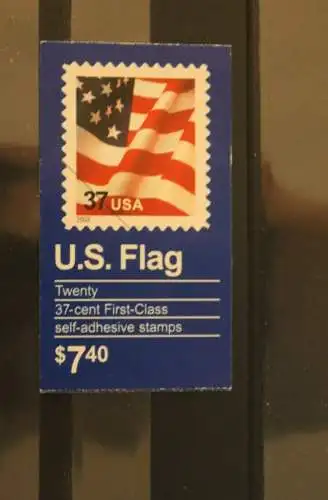 37 USA
2002
U.S. Flag
Twenty
37-cent First-Class
self-adhesive stamps
$7.40